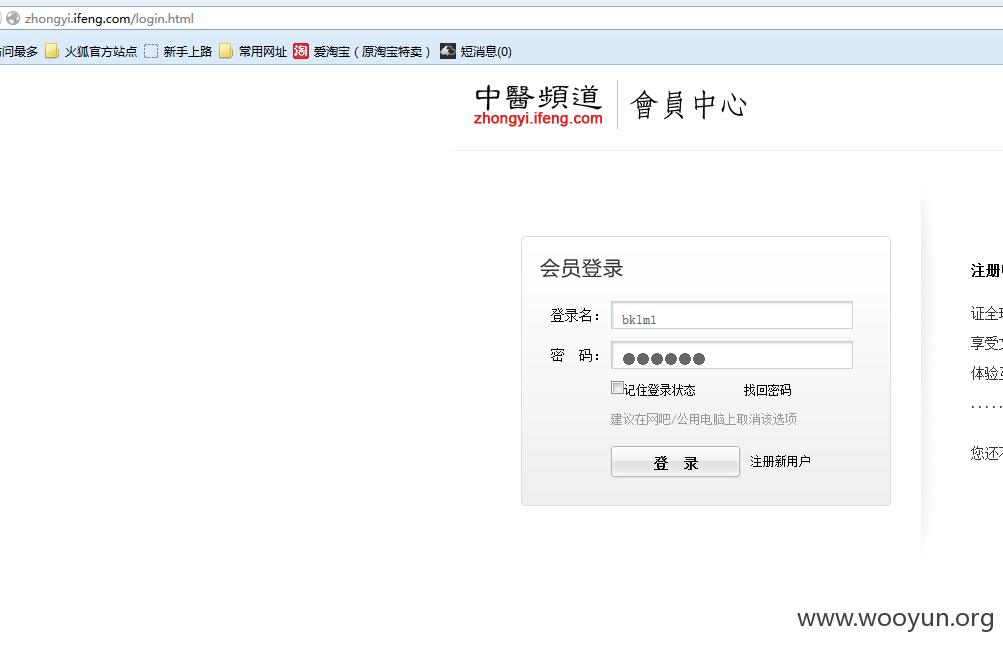 zhongyi.ifeng.com/login.html
问最多 火狐官方站点 新手上路 常用网址 淘 爱淘宝（原淘宝特卖） 短消息(0)
中醫頻道 會員中心
zhongyi.ifeng.com
会员登录
登录名： bklm1
密 码： ●●●●●●
记住登录状态 找回密码
建议在网吧/公用电脑上取消该选项
登 录 注册新用户
注册
证全
享受
体验
.....
您还
www.wooyun.org